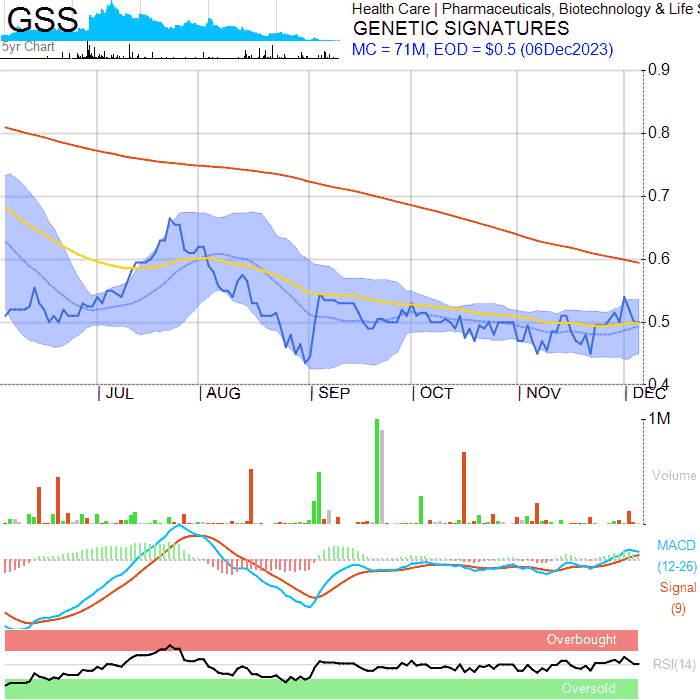 GSS
5yr Chart
Health Care | Pharmaceuticals, Biotechnology & Life S
GENETIC SIGNATURES
MC = 71M, EOD = $0.5 (06Dec2023)
0.9
0.8
0.7
0.6
0.5
0.4
JUL AUG SEP OCT NOV DEC
1M
Volume
MACD
(12-26)
Signal
(9)
Overbought
RSI(14)
Oversold